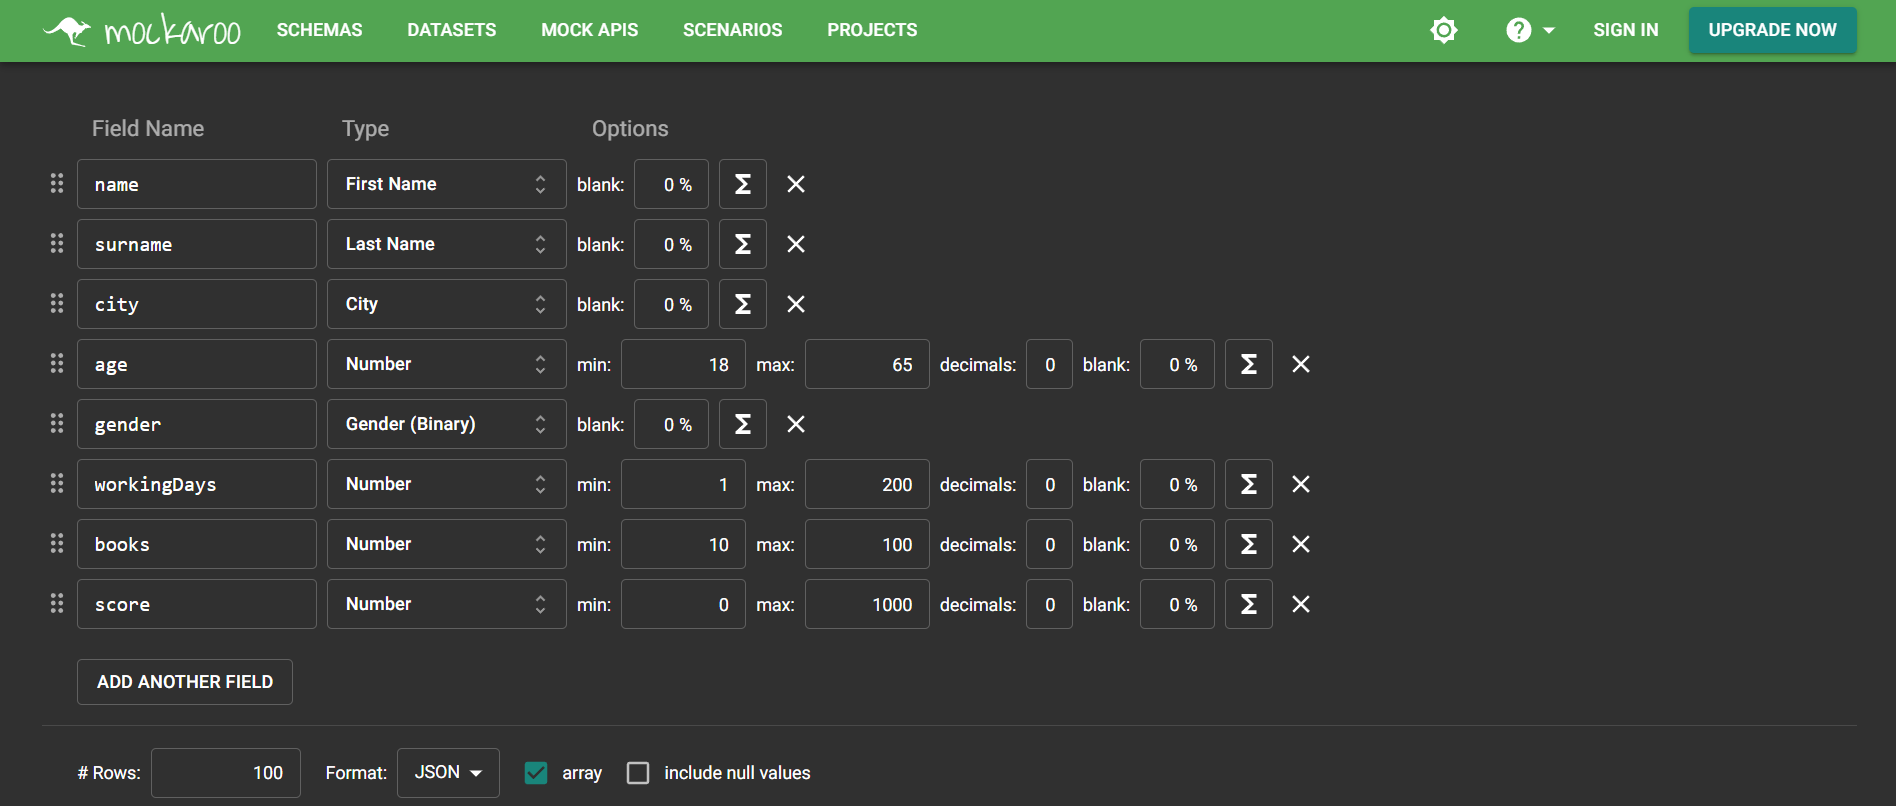 mockaroo SCHEMAS DATASETS MOCK APIS SCENARIOS PROJECTS ? SIGN IN UPGRADE NOW
Field Name Type Options
name First Name blank: 0 % Σ
surname Last Name blank: 0 % Σ
city City blank: 0 % Σ
age Number min: 18 max: 65 decimals: 0 blank: 0 % Σ
gender Gender (Binary) blank: 0 % Σ
workingDays Number min: 1 max: 200 decimals: 0 blank: 0 % Σ
books Number min: 10 max: 100 decimals: 0 blank: 0 % Σ
score Number min: 0 max: 1000 decimals: 0 blank: 0 % Σ
ADD ANOTHER FIELD
# Rows: 100 Format: JSON array include null values